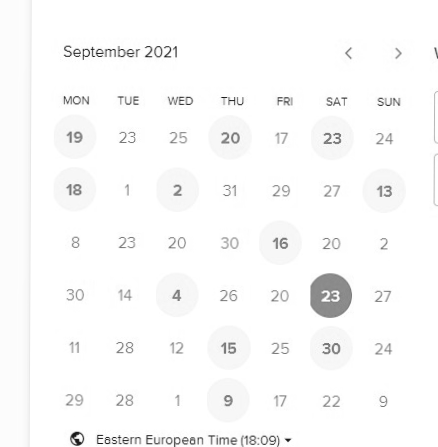 September 2021
MON TUE WED THU FRI SAT SUN
19 23 25 20 17 23 24
18 1 2 31 29 27 13
8 23 20 30 16 20 2
30 14 4 26 20 23 27
11 28 12 15 25 30 24
29 28 1 9 17 22 9
Eastern European Time (18:09)